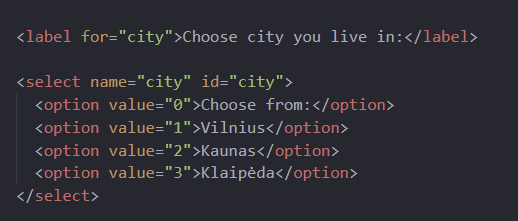 <label for="city">Choose city you live in:</label>
<select name="city" id="city">
<option value="0">Choose from:</option>
<option value="1">Vilnius</option>
<option value="2">Kaunas</option>
<option value="3">Klaipėda</option>
</select>